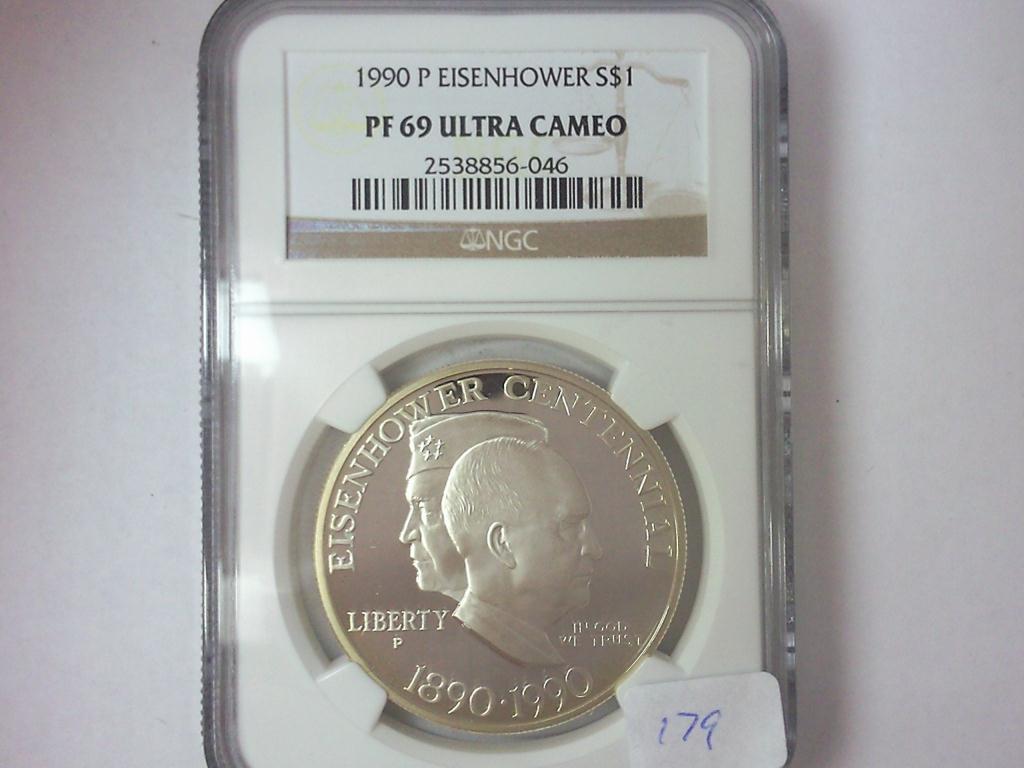 1990 P EISENHOWER S$1
PF 69 ULTRA CAMEO
2538856-046
NGC
EISENHOWER CENTENNIAL
LIBERTY
P
IN GOD
WE TRUST
1890·1990
179